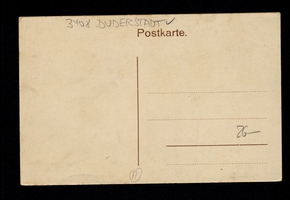 3408 DUDERSTADT ✓
Postkarte.
26-